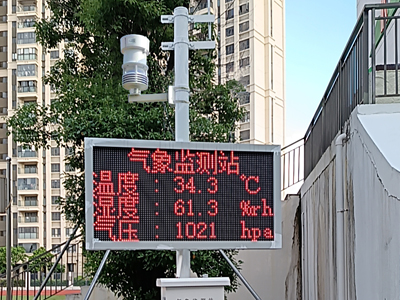 气象监测站
温度：34.3 ℃
湿度：61.3 %rh
气压：1021 hpa